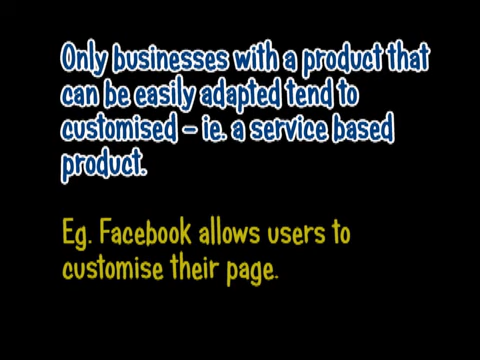 Only businesses with a product that
can be easily adapted tend to
customised – ie. a service based
product.
Eg. Facebook allows users to
customise their page.